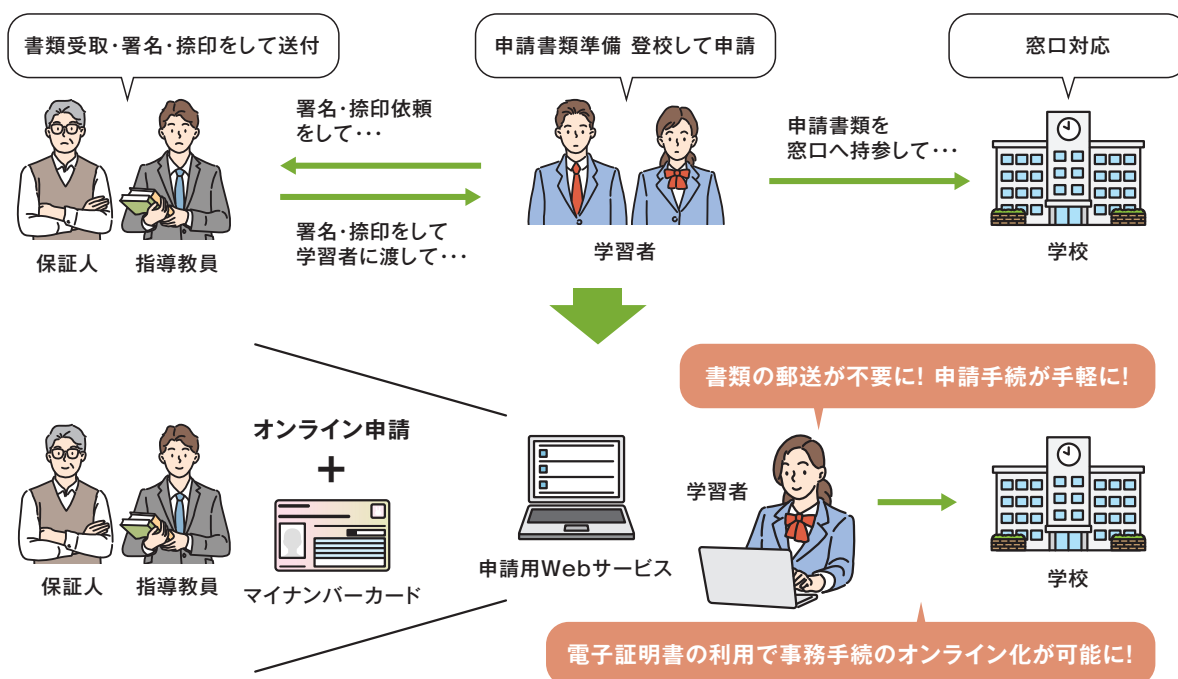 書類受取・署名・捺印をして送付
申請書類準備 登校して申請
窓口対応
署名・捺印依頼
をして・・・
申請書類を
窓口へ持参して・・・
署名・捺印をして
学習者に渡して・・・
保証人
指導教員
学習者
学校
書類の郵送が不要に! 申請手続が手軽に!
オンライン申請
+
学習者
保証人
指導教員
マイナンバーカード
申請用Webサービス
学校
電子証明書の利用で事務手続のオンライン化が可能に!